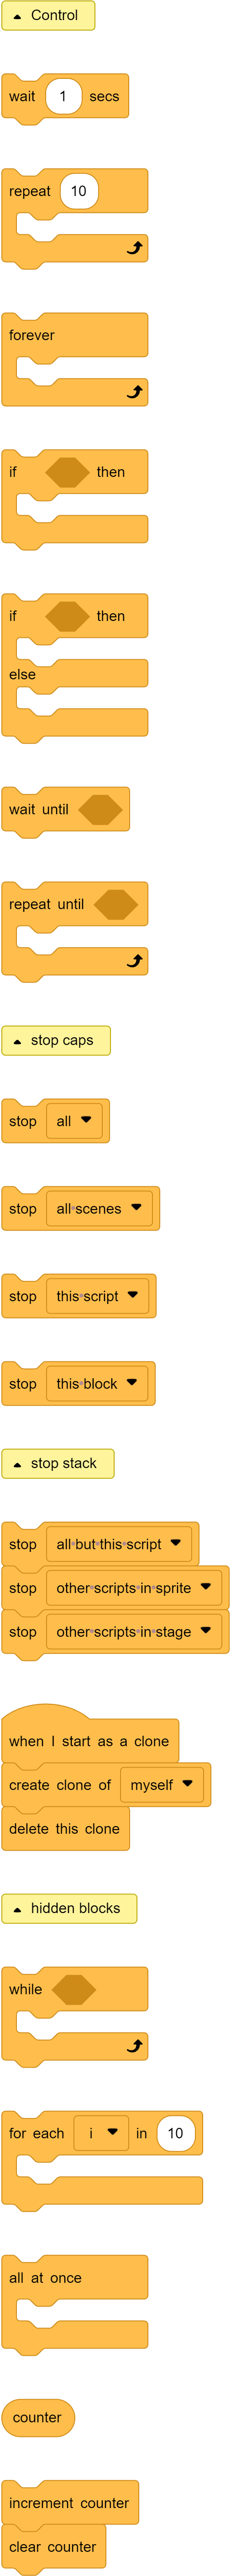 Control
wait 1 secs
repeat 10
forever
if then
if then
else
wait until
repeat until
stop caps
stop all
stop all scenes
stop this script
stop this block
stop stack
stop all but this script
stop other scripts in sprite
stop other scripts in stage
when I start as a clone
create clone of myself
delete this clone
hidden blocks
while
for each i in 10
all at once
counter
increment counter
clear counter